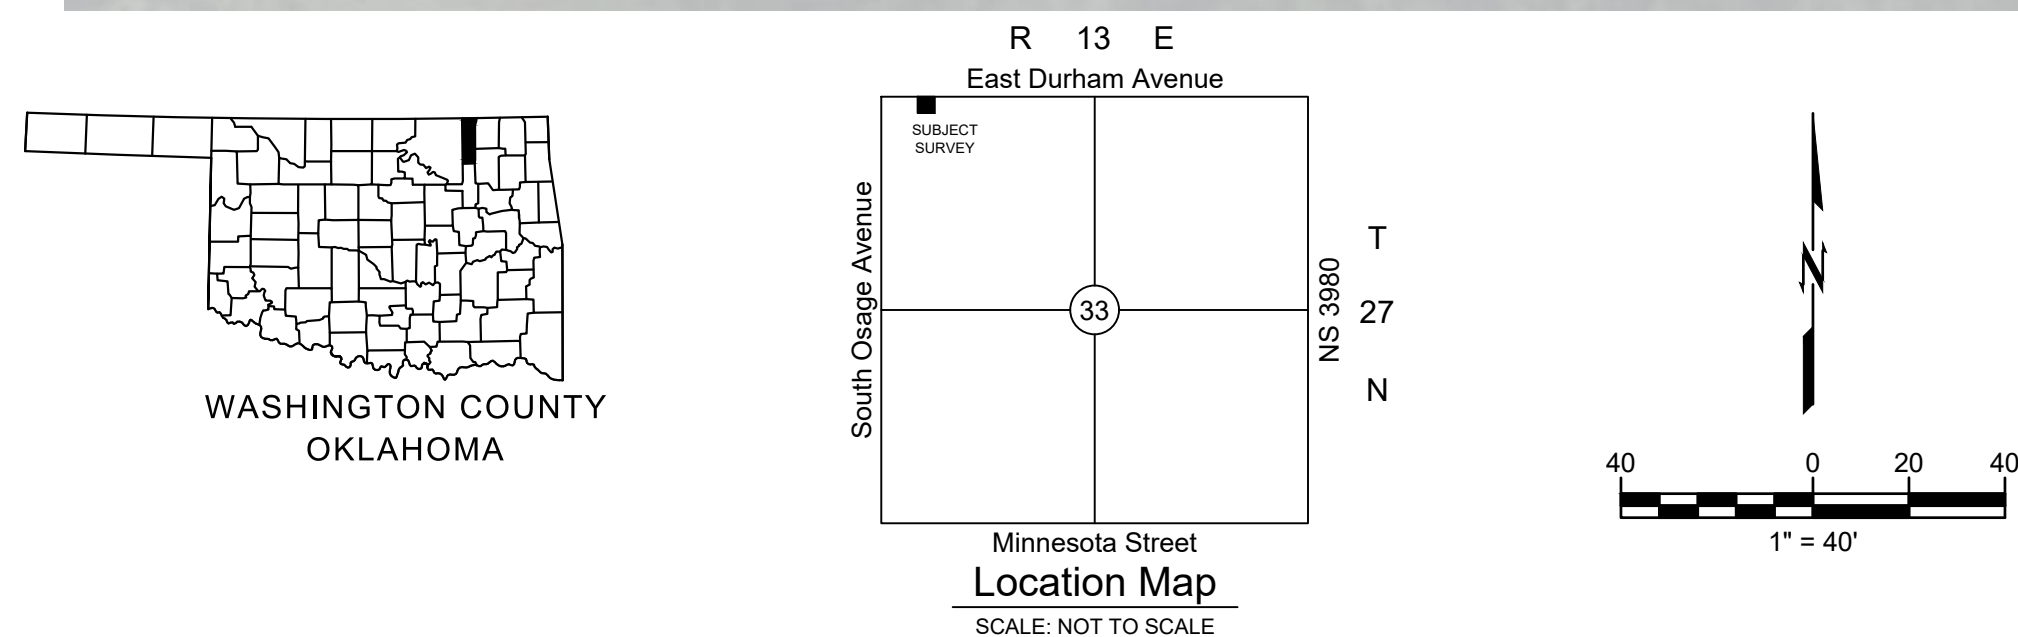 WASHINGTON COUNTY
OKLAHOMA
R 13 E
East Durham Avenue
SUBJECT
SURVEY
South Osage Avenue
33
NS 3980
T
27
N
Minnesota Street
Location Map
SCALE: NOT TO SCALE
N
40 0 20 40
1" = 40'